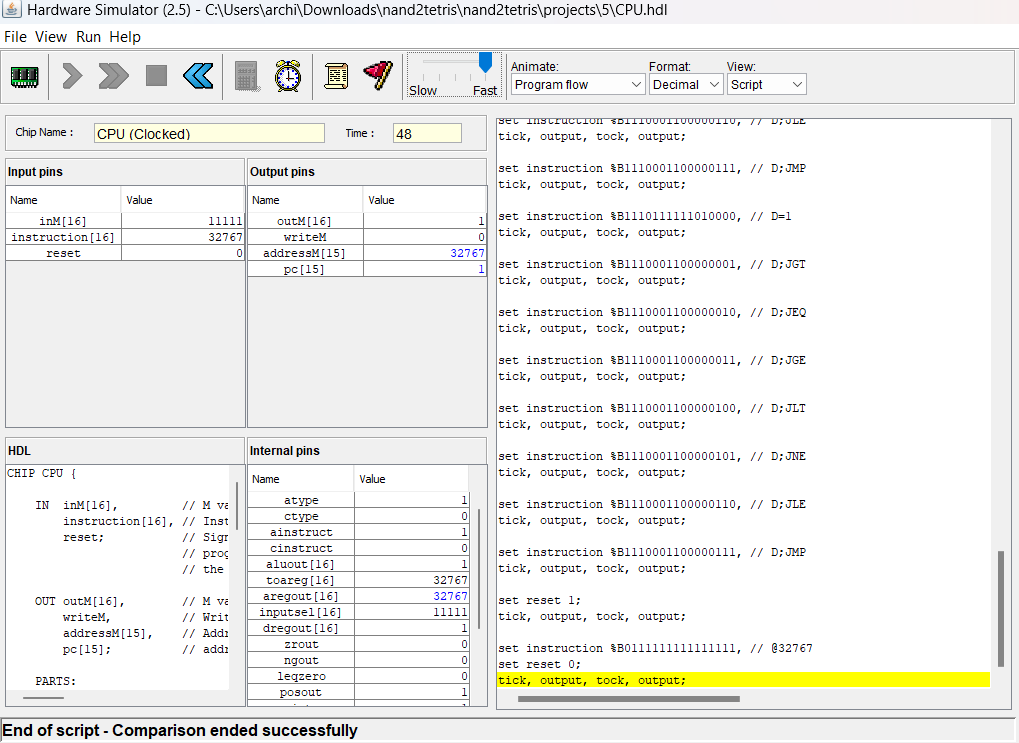 Hardware Simulator (2.5) - C:\Users\archi\Downloads\nand2tetris\nand2tetris\projects\5\CPU.hdl
File View Run Help
Slow Fast
Animate: Format: View:
Program flow Decimal Script
Chip Name : CPU (Clocked) Time : 48
Input pins
Name Value
inM[16] 11111
instruction[16] 32767
reset 0
Output pins
Name Value
outM[16] 1
writeM 0
addressM[15] 32767
pc[15] 1
HDL
CHIP CPU {
IN inM[16], // M va
instruction[16], // Inst
reset; // Sign
// prog
// the
OUT outM[16], // M va
writeM, // Writ
addressM[15], // Addr
pc[15]; // addr
PARTS:
Internal pins
Name Value
atype 1
ctype 0
ainstruct 1
cinstruct 0
aluout[16] 1
toareg[16] 32767
aregout[16] 32767
inputsel[16] 11111
dregout[16] 1
zrout 0
ngout 0
leqzero 0
posout 1
set instruction %B1110001100000110, // D;JLE
tick, output, tock, output;
set instruction %B1110001100000111, // D;JMP
tick, output, tock, output;
set instruction %B1110111111010000, // D=1
tick, output, tock, output;
set instruction %B1110001100000001, // D;JGT
tick, output, tock, output;
set instruction %B1110001100000010, // D;JEQ
tick, output, tock, output;
set instruction %B1110001100000011, // D;JGE
tick, output, tock, output;
set instruction %B1110001100000100, // D;JLT
tick, output, tock, output;
set instruction %B1110001100000101, // D;JNE
tick, output, tock, output;
set instruction %B1110001100000110, // D;JLE
tick, output, tock, output;
set instruction %B1110001100000111, // D;JMP
tick, output, tock, output;
set reset 1;
tick, output, tock, output;
set instruction %B0111111111111111, // @32767
set reset 0;
tick, output, tock, output;
End of script - Comparison ended successfully